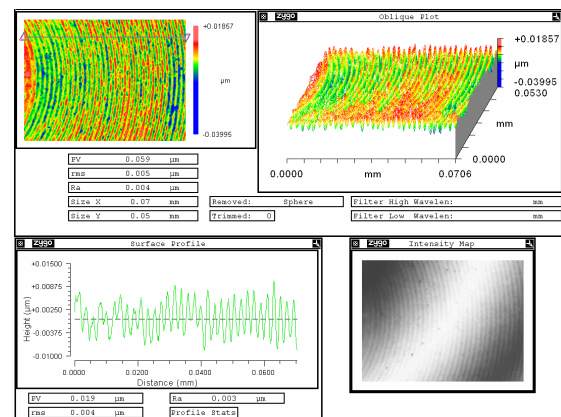 +0.01857
µm
-0.03995
zygo Oblique Plot
+0.01857
µm
-0.03995
0.0530
mm
0.0000
0.0000 mm 0.0706
PV 0.059 µm
rms 0.005 µm
Ra 0.004 µm
Size X 0.07 mm
Size Y 0.05 mm
Removed: Sphere
Trimmed: 0
Filter High Wavelen: mm
Filter Low Wavelen: mm
zygo Surface Profile
+0.01500
+0.00875
+0.00250
-0.00375
-0.01000
Height (µm)
0.0000 0.0200 0.0400 0.0600
Distance (mm)
PV 0.019 µm
rms 0.004 µm
Ra 0.003 µm
Profile Stats
zygo Intensity Map